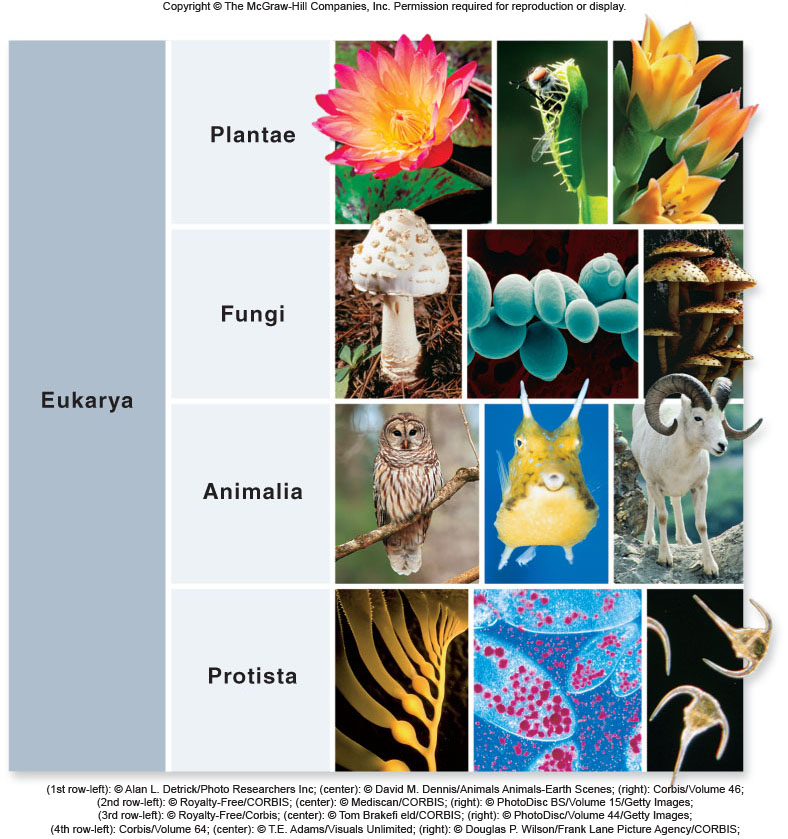 Copyright © The McGraw-Hill Companies, Inc. Permission required for reproduction or display.
Plantae
Fungi
Eukarya
Animalia
Protista
(1st row-left): © Alan L. Detrick/Photo Researchers Inc; (center): © David M. Dennis/Animals Animals-Earth Scenes; (right): Corbis/Volume 46;
(2nd row-left): © Royalty-Free/CORBIS; (center): © Mediscan/CORBIS; (right): © PhotoDisc BS/Volume 15/Getty Images;
(3rd row-left): © Royalty-Free/Corbis; (center): © Tom Brakefi eld/CORBIS; (right): © PhotoDisc/Volume 44/Getty Images;
(4th row-left): Corbis/Volume 64; (center): © T.E. Adams/Visuals Unlimited; (right): © Douglas P. Wilson/Frank Lane Picture Agency/CORBIS;